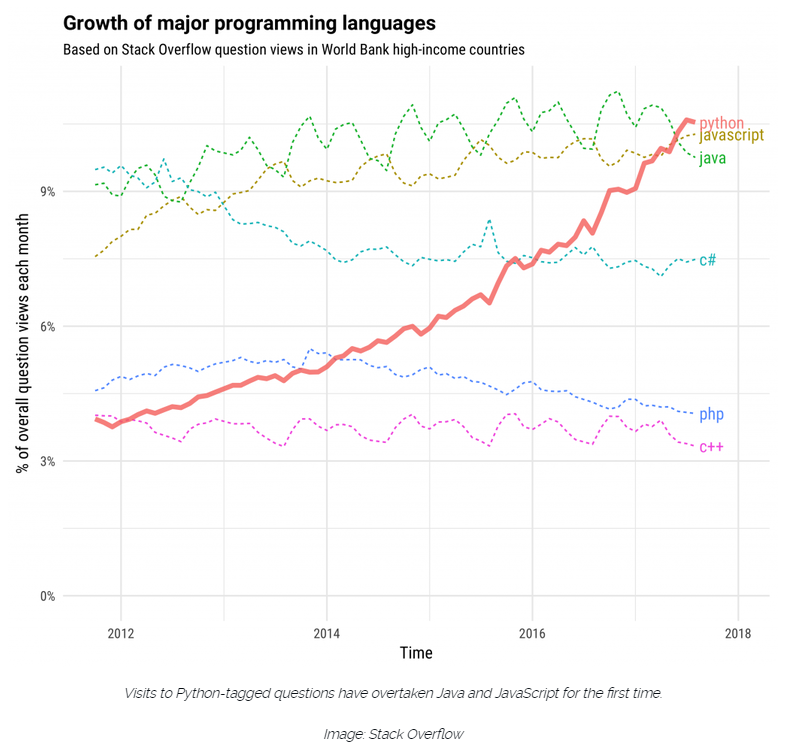 Growth of major programming languages
Based on Stack Overflow question views in World Bank high-income countries
% of overall question views each month
9%
6%
3%
0%
python
javascript
java
c#
php
c++
2012 2014 2016 2018
Time
Visits to Python-tagged questions have overtaken Java and JavaScript for the first time.
Image: Stack Overflow